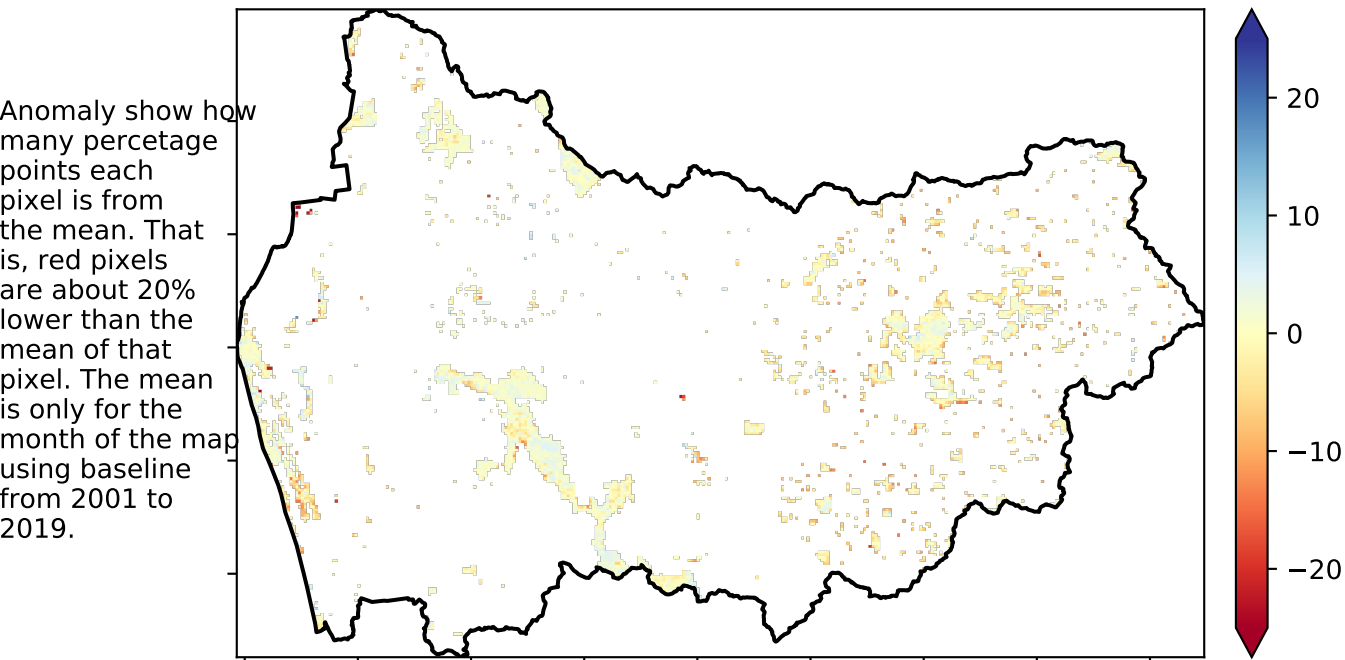 Anomaly show how
many percetage
points each
pixel is from
the mean. That
is, red pixels
are about 20%
lower than the
mean of that
pixel. The mean
is only for the
month of the map
using baseline
from 2001 to
2019.
20
10
0
−10
−20